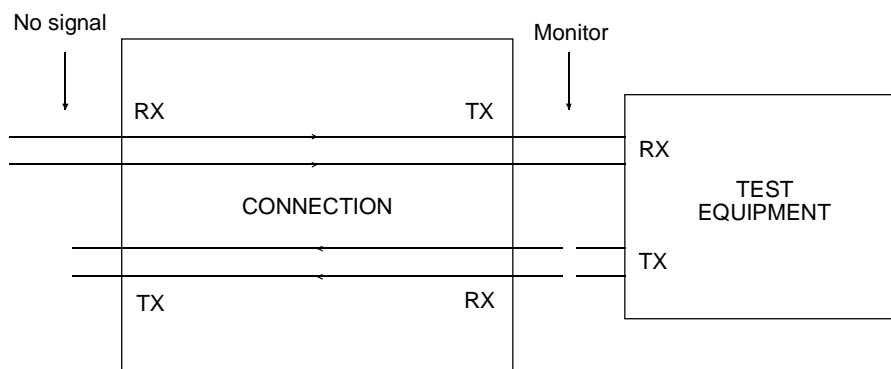 No signal
Monitor
RX
TX
RX
CONNECTION
TEST
EQUIPMENT
TX
TX
RX